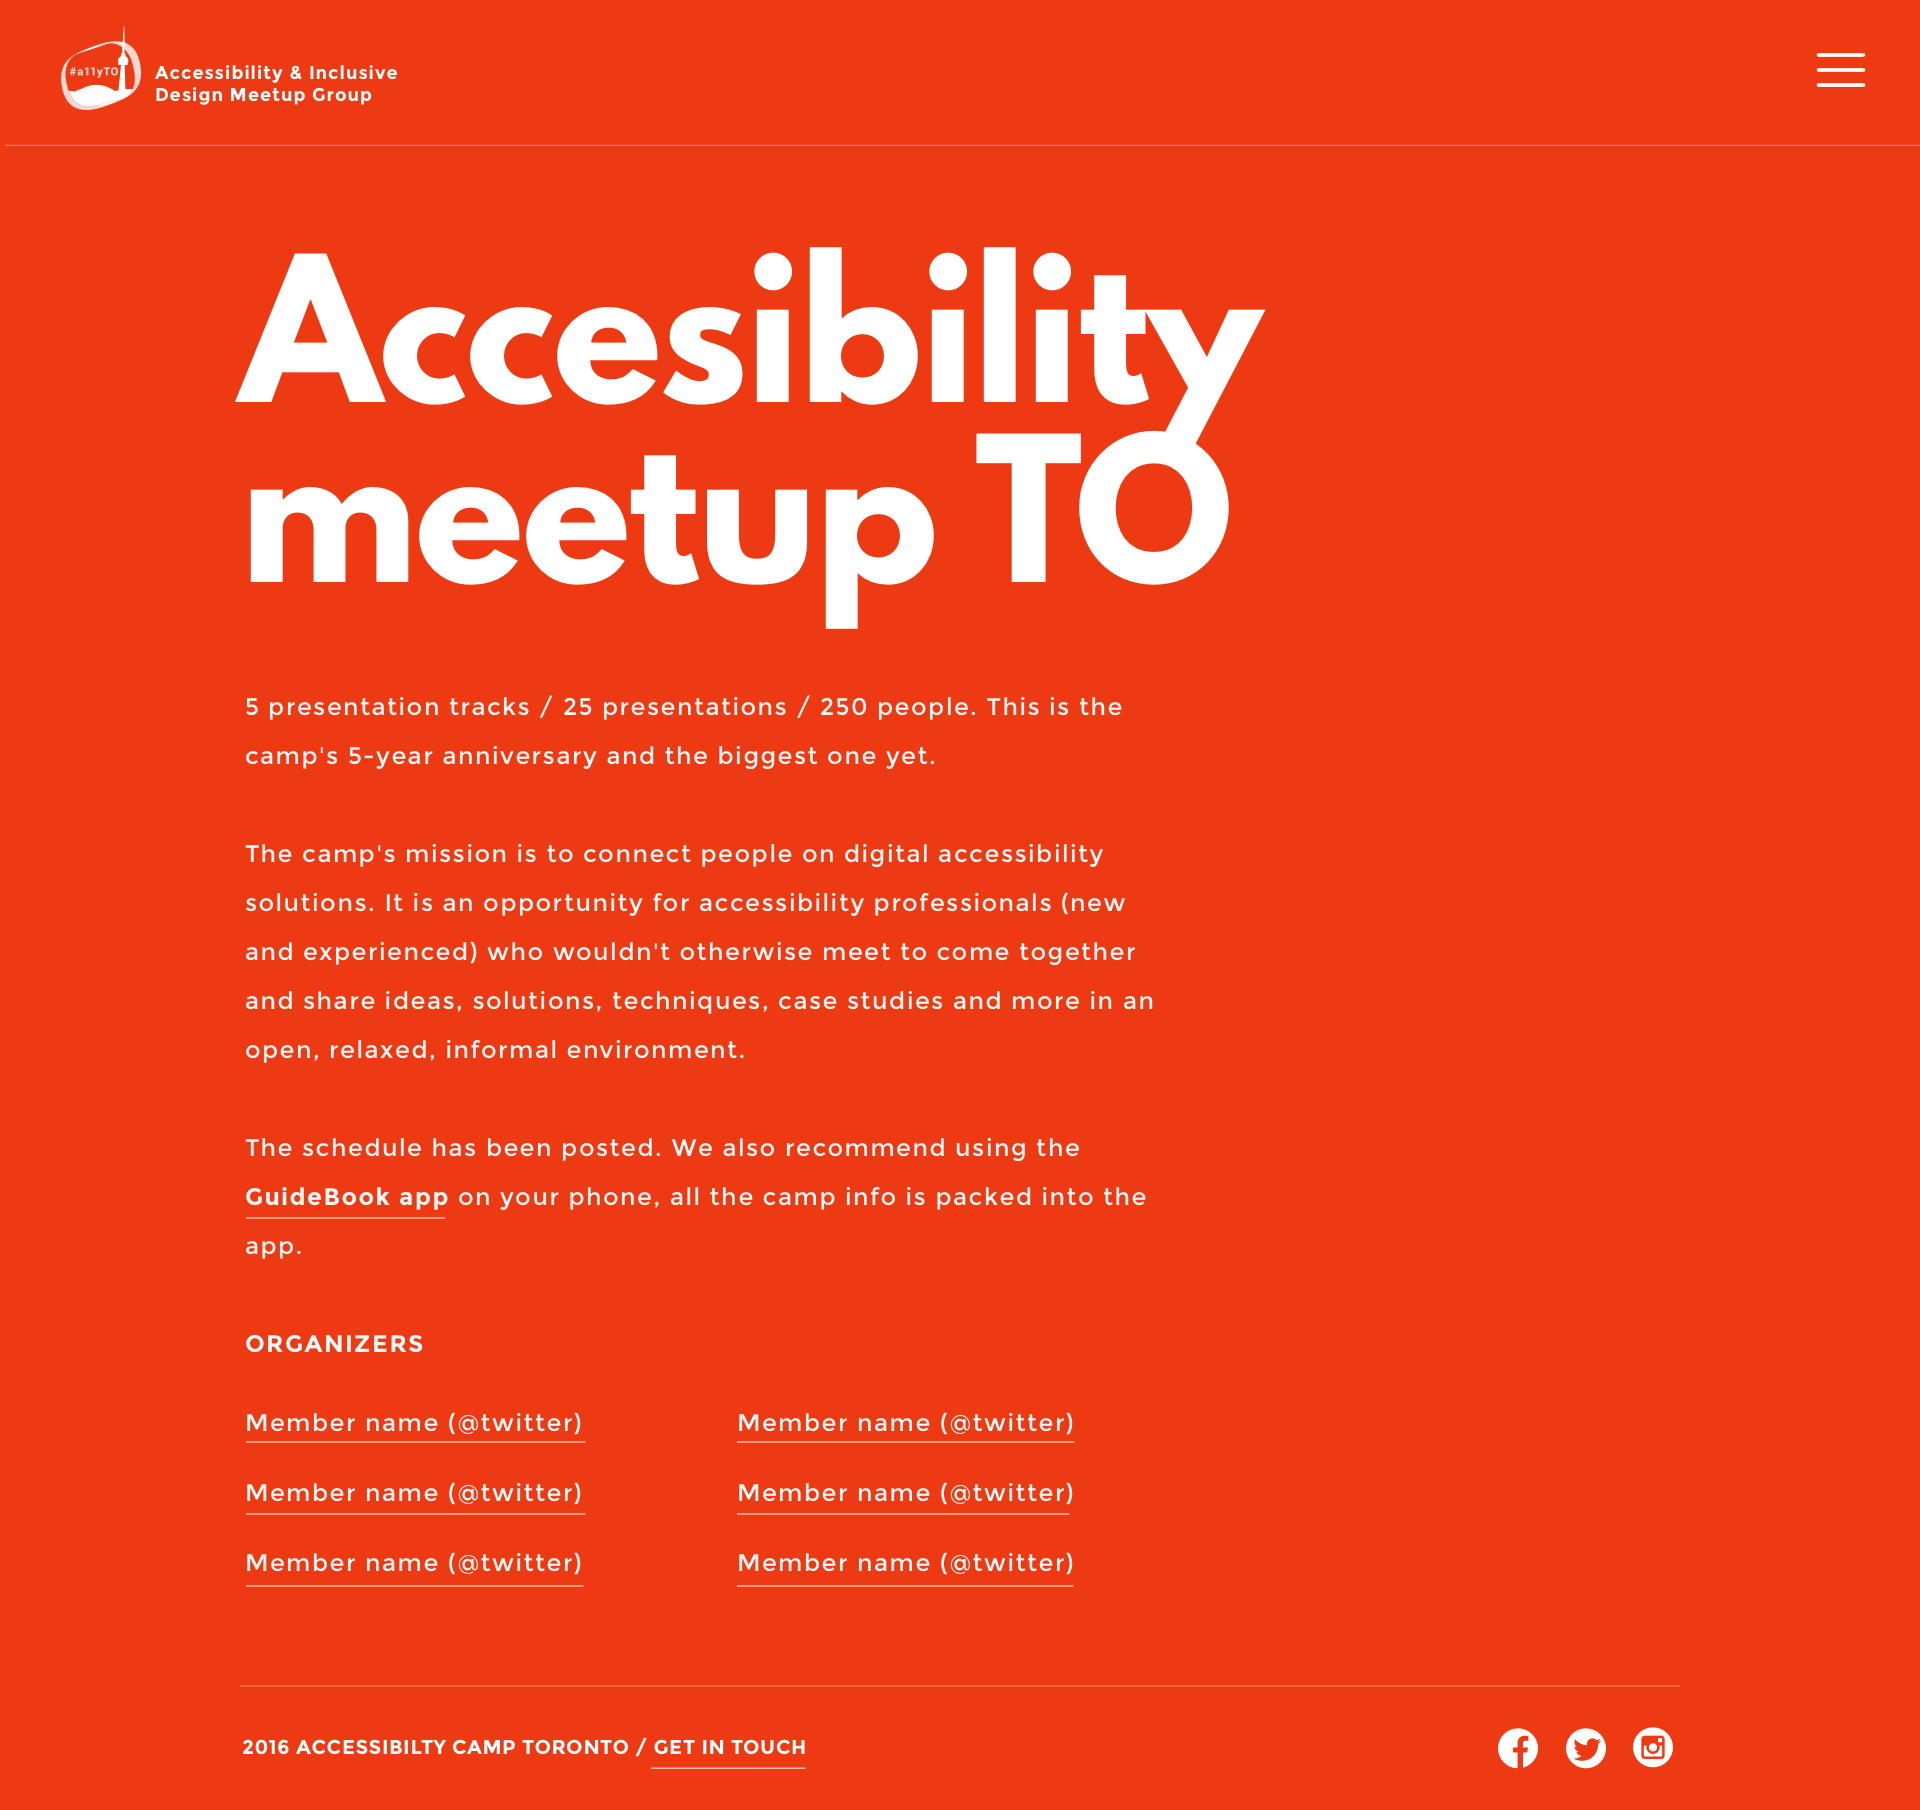 #a11yTO
Accessibility & Inclusive
Design Meetup Group
Accesibility
meetup TO
5 presentation tracks / 25 presentations / 250 people. This is the
camp's 5-year anniversary and the biggest one yet.
The camp's mission is to connect people on digital accessibility
solutions. It is an opportunity for accessibility professionals (new
and experienced) who wouldn't otherwise meet to come together
and share ideas, solutions, techniques, case studies and more in an
open, relaxed, informal environment.
The schedule has been posted. We also recommend using the
GuideBook app on your phone, all the camp info is packed into the
app.
ORGANIZERS
Member name (@twitter) Member name (@twitter)
Member name (@twitter) Member name (@twitter)
Member name (@twitter) Member name (@twitter)
2016 ACCESSIBILTY CAMP TORONTO / GET IN TOUCH